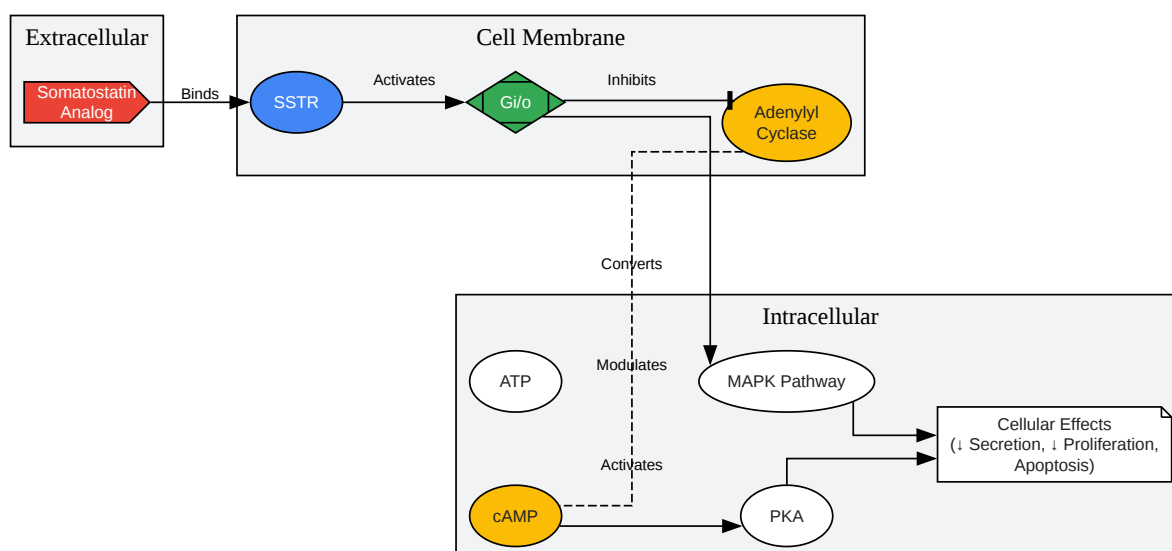 Extracellular
Cell Membrane
Somatostatin
Analog
Binds
SSTR
Activates
Gi/o
Inhibits
Adenylyl
Cyclase
Converts
Intracellular
ATP
Modulates
MAPK Pathway
Cellular Effects
(↓ Secretion, ↓ Proliferation,
Apoptosis)
Activates
cAMP
PKA